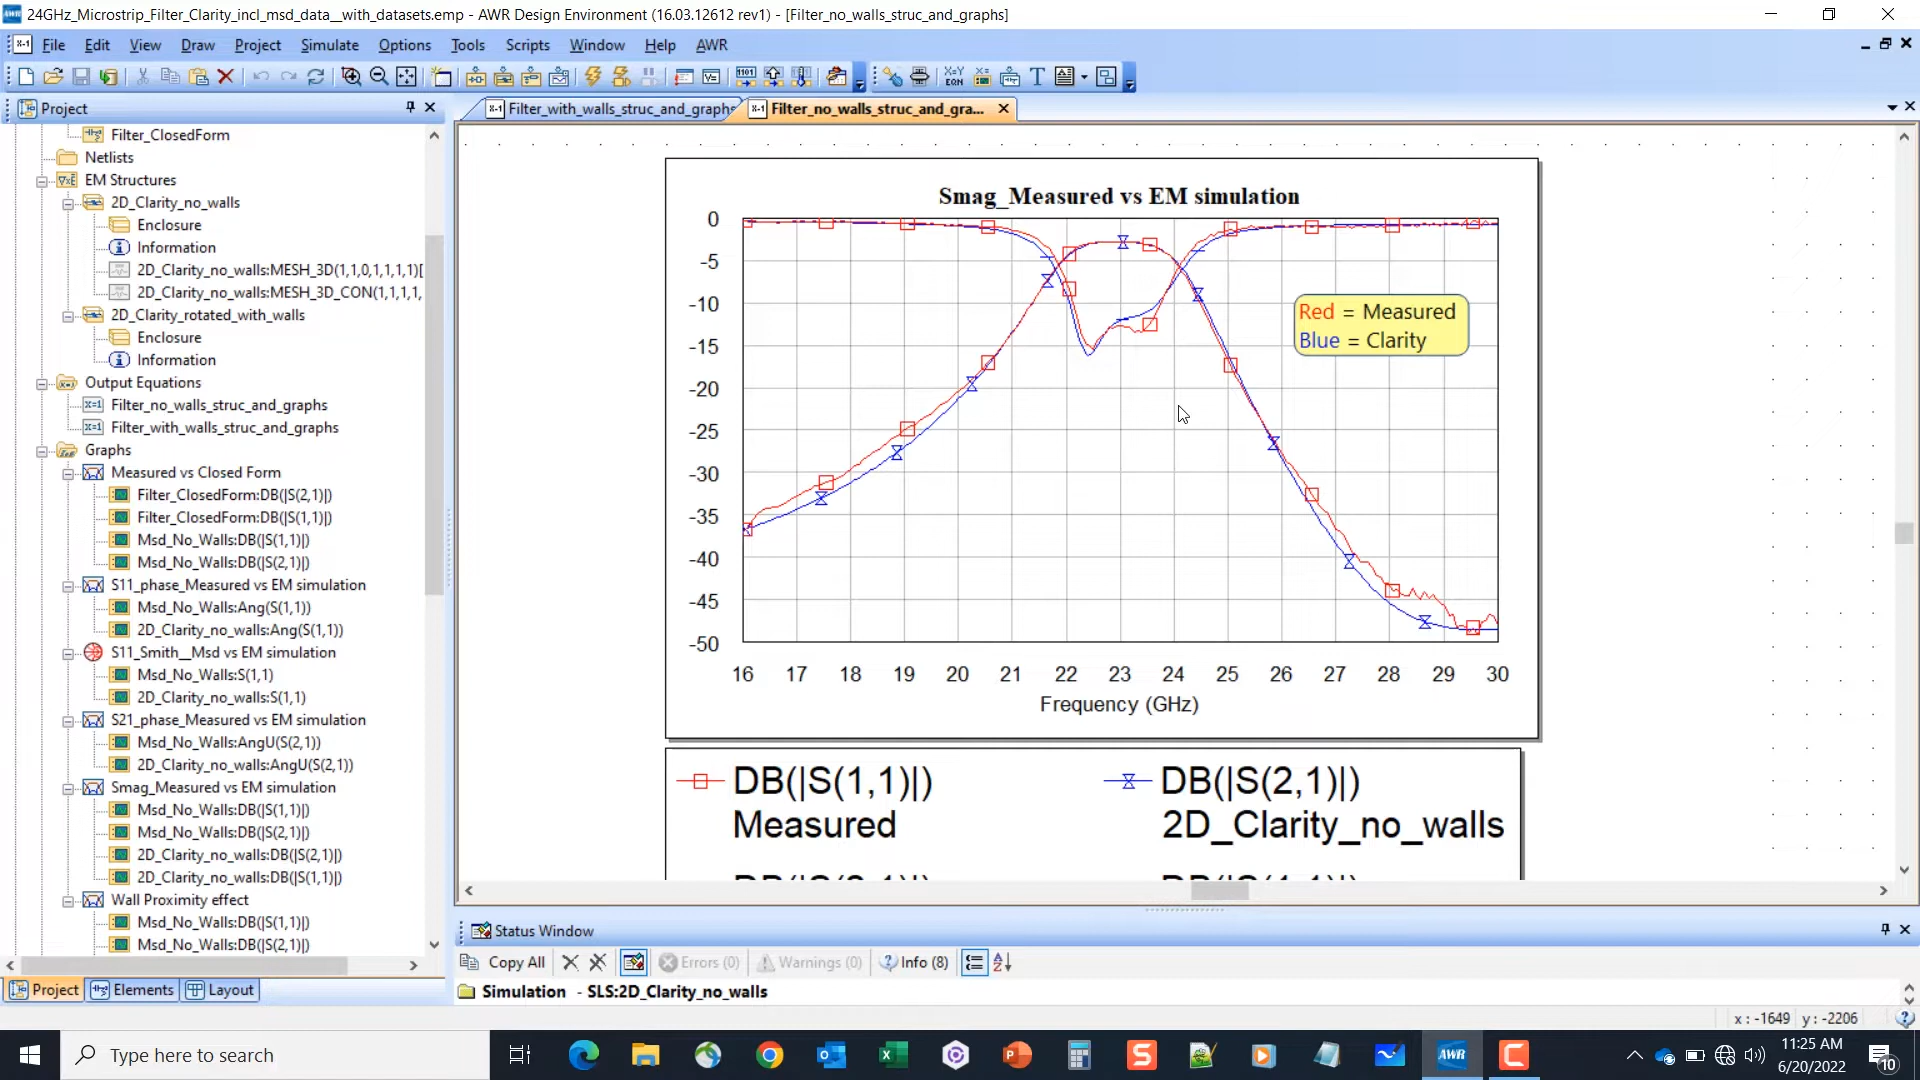 24GHz_Microstrip_Filter_Clarity_incl_msd_data__with_datasets.emp - AWR Design Environment (16.03.12612 rev1) - [Filter_no_walls_struc_and_graphs]
File Edit View Draw Project Simulate Options Tools Scripts Window Help AWR
Project
Filter_with_walls_struc_and_graphs
Filter_no_walls_struc_and_gra...
Filter_ClosedForm
Netlists
EM Structures
2D_Clarity_no_walls
Enclosure
Information
2D_Clarity_no_walls:MESH_3D(1,1,0,1,1,1,1)[
2D_Clarity_no_walls:MESH_3D_CON(1,1,1,1,
2D_Clarity_rotated_with_walls
Enclosure
Information
Output Equations
Filter_no_walls_struc_and_graphs
Filter_with_walls_struc_and_graphs
Graphs
Measured vs Closed Form
Filter_ClosedForm:DB(|S(2,1)|)
Filter_ClosedForm:DB(|S(1,1)|)
Msd_No_Walls:DB(|S(1,1)|)
Msd_No_Walls:DB(|S(2,1)|)
S11_phase_Measured vs EM simulation
Msd_No_Walls:Ang(S(1,1))
2D_Clarity_no_walls:Ang(S(1,1))
S11_Smith__Msd vs EM simulation
Msd_No_Walls:S(1,1)
2D_Clarity_no_walls:S(1,1)
S21_phase_Measured vs EM simulation
Msd_No_Walls:AngU(S(2,1))
2D_Clarity_no_walls:AngU(S(2,1))
Smag_Measured vs EM simulation
Msd_No_Walls:DB(|S(1,1)|)
Msd_No_Walls:DB(|S(2,1)|)
2D_Clarity_no_walls:DB(|S(2,1)|)
2D_Clarity_no_walls:DB(|S(1,1)|)
Wall Proximity effect
Msd_No_Walls:DB(|S(1,1)|)
Msd_No_Walls:DB(|S(2,1)|)
Project Elements Layout
Smag_Measured vs EM simulation
0
-5
-10
-15
-20
-25
-30
-35
-40
-45
-50
16 17 18 19 20 21 22 23 24 25 26 27 28 29 30
Frequency (GHz)
Red = Measured
Blue = Clarity
DB(|S(1,1)|) DB(|S(2,1)|)
Measured 2D_Clarity_no_walls
Status Window
Copy All Errors (0) Warnings (0) Info (8)
Simulation - SLS:2D_Clarity_no_walls
x : -1649 y : -2206
Type here to search
11:25 AM
6/20/2022
10